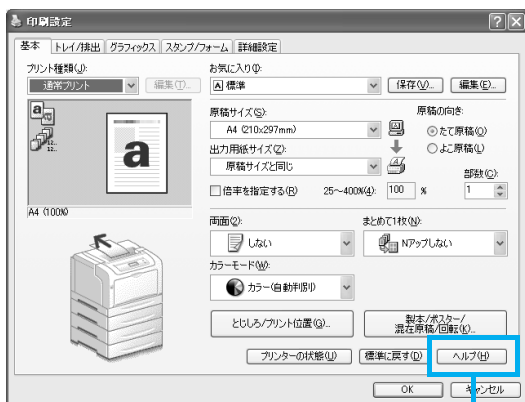 印刷設定
基本 トレイ/排出 グラフィックス スタンプ/フォーム 詳細設定
プリント種類(J):
通常プリント
編集(T)...
お気に入り(I):
標準
保存(V)...
編集(E)...
原稿サイズ(S):
A4 (210x297mm)
原稿の向き:
たて原稿(O)
よこ原稿(L)
出力用紙サイズ(Z):
原稿サイズと同じ
倍率を指定する(R)
25~400%(4): 100 %
部数(C):
1
A4 (100%)
両面(2):
しない
まとめて1枚(N):
Nアップしない
カラーモード(W):
カラー(自動判別)
とじしろ/プリント位置(G)...
製本/ポスター/
混在原稿/回転(K)...
プリンターの状態(U)
標準に戻す(D)
ヘルプ(H)
OK
キャンセル